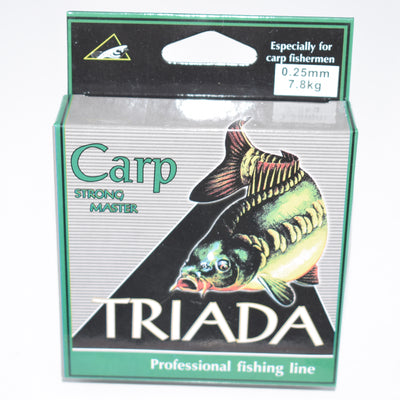 Especially for
carp fishermen
0.25mm
7.8kg
Carp
STRONG
MASTER
TRIADA
Professional fishing line